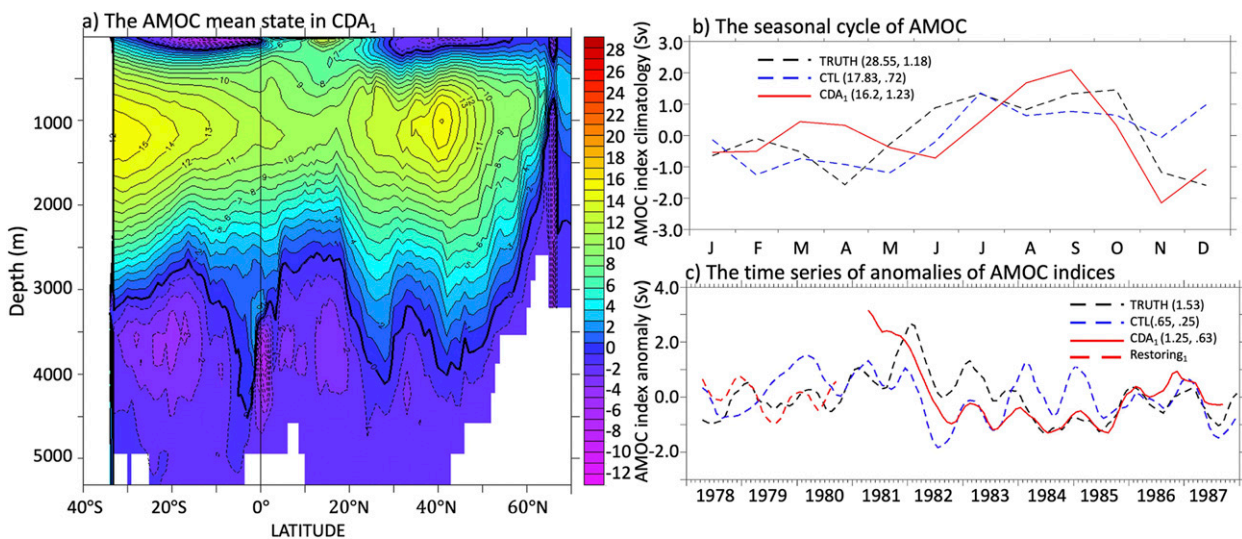 a) The AMOC mean state in CDA1
Depth (m)
1000
2000
3000
4000
5000
40°S
20°S
0°
20°N
40°N
60°N
LATITUDE
28
26
24
22
20
18
16
14
12
10
8
6
4
2
0
-2
-4
-6
-8
-10
-12
b) The seasonal cycle of AMOC
AMOC index climatology (Sv)
3.0
2.0
1.0
0.0
-1.0
-2.0
-3.0
TRUTH (28.55, 1.18)
CTL (17.83, .72)
CDA1 (16.2, 1.23)
J F M A M J J A S O N D
c) The time series of anomalies of AMOC indices
AMOC index anomaly (Sv)
4.0
2.0
0.0
-2.0
TRUTH (1.53)
CTL(.65, .25)
CDA1 (1.25, .63)
Restoring1
1978 1979 1980 1981 1982 1983 1984 1985 1986 1987